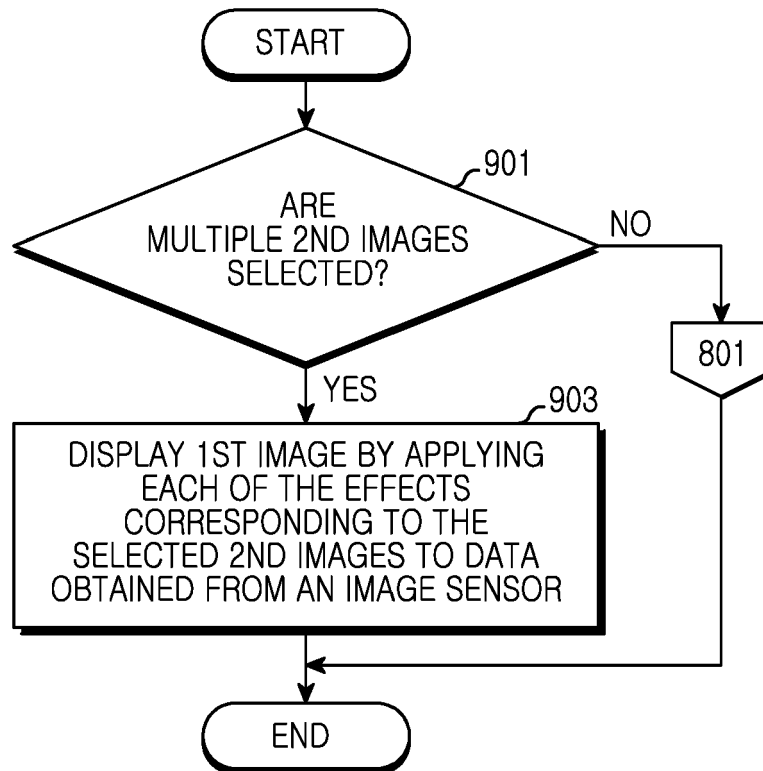 START
901
ARE
MULTIPLE 2ND IMAGES
SELECTED?
NO
801
YES
903
DISPLAY 1ST IMAGE BY APPLYING
EACH OF THE EFFECTS
CORRESPONDING TO THE
SELECTED 2ND IMAGES TO DATA
OBTAINED FROM AN IMAGE SENSOR
END